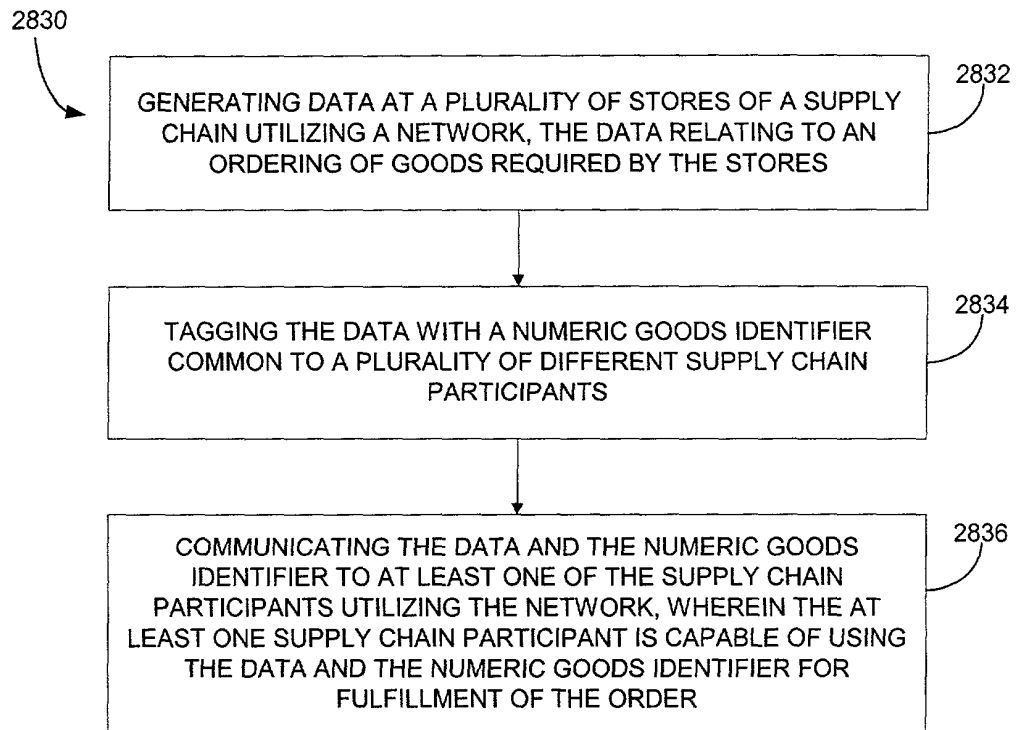 2830
2832
GENERATING DATA AT A PLURALITY OF STORES OF A SUPPLY
CHAIN UTILIZING A NETWORK, THE DATA RELATING TO AN
ORDERING OF GOODS REQUIRED BY THE STORES
2834
TAGGING THE DATA WITH A NUMERIC GOODS IDENTIFIER
COMMON TO A PLURALITY OF DIFFERENT SUPPLY CHAIN
PARTICIPANTS
2836
COMMUNICATING THE DATA AND THE NUMERIC GOODS
IDENTIFIER TO AT LEAST ONE OF THE SUPPLY CHAIN
PARTICIPANTS UTILIZING THE NETWORK, WHEREIN THE AT
LEAST ONE SUPPLY CHAIN PARTICIPANT IS CAPABLE OF USING
THE DATA AND THE NUMERIC GOODS IDENTIFIER FOR
FULFILLMENT OF THE ORDER